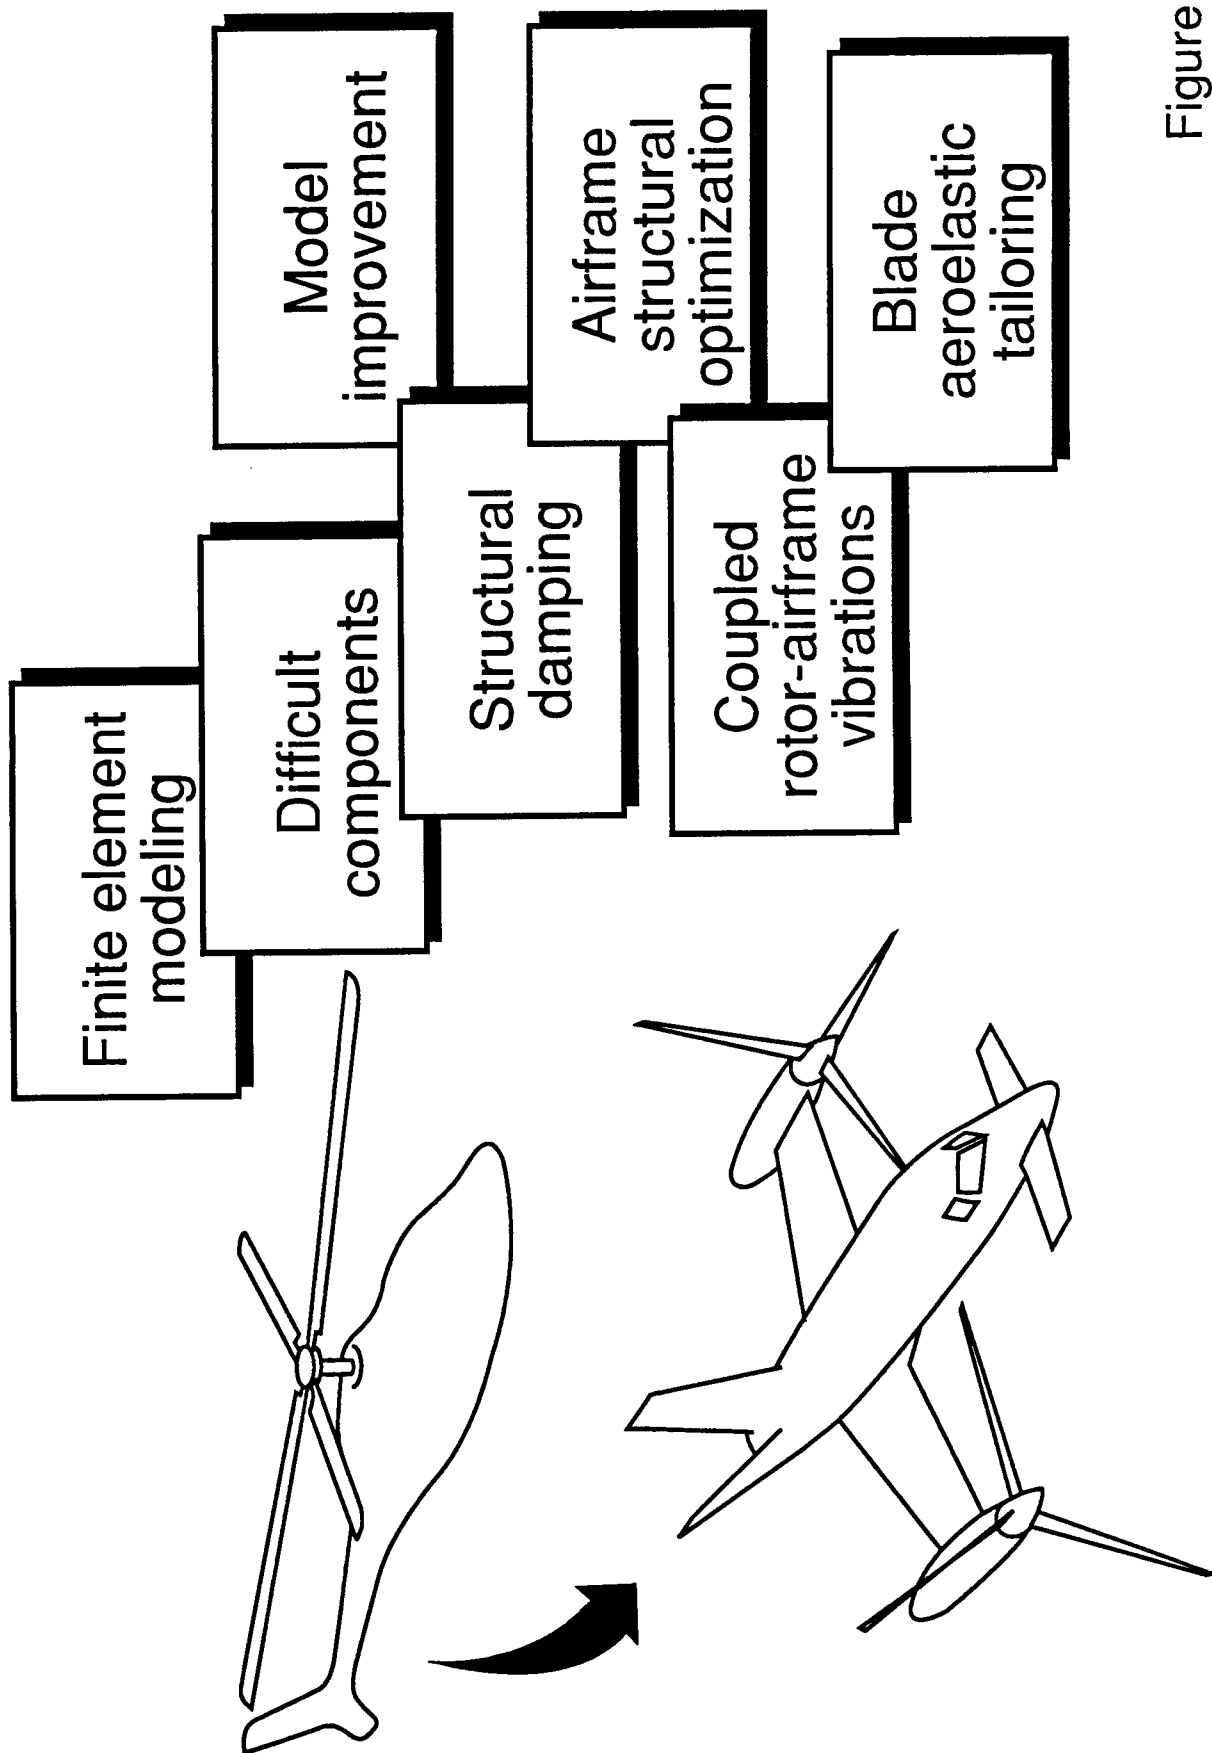 Finite element
modeling
Difficult
components
Model
improvement
Structural
damping
Airframe
structural
optimization
Coupled
rotor-airframe
vibrations
Blade
aeroelastic
tailoring
Figure